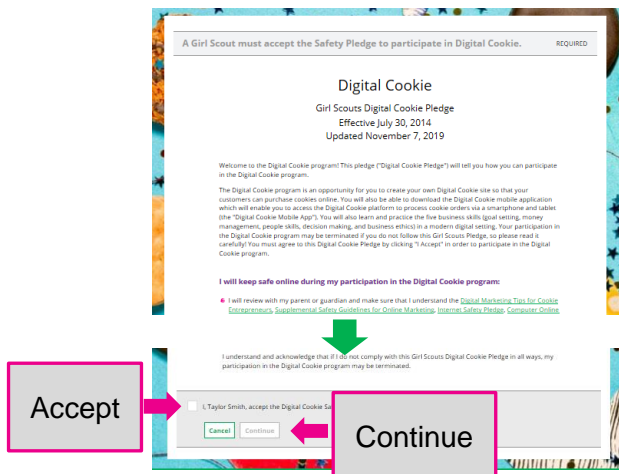 A Girl Scout must accept the Safety Pledge to participate in Digital Cookie. REQUIRED
Digital Cookie
Girl Scouts Digital Cookie Pledge
Effective July 30, 2014
Updated November 7, 2019
Welcome to the Digital Cookie program! This pledge ("Digital Cookie Pledge") will tell you how you can participate
in the Digital Cookie program.
The Digital Cookie program is an opportunity for you to create your own Digital Cookie site so that your
customers can purchase cookies online. You will also be able to download the Digital Cookie mobile application
which will enable you to access the Digital Cookie platform to process cookie orders via a smartphone and tablet
(the "Digital Cookie Mobile App"). You will also learn and practice the five business skills (goal setting, money
management, people skills, decision making, and business ethics) in a modern digital setting. Your participation in
the Digital Cookie program may be terminated if you do not follow this Girl Scouts Pledge, so please read it
carefully! You must agree to this Digital Cookie Pledge by clicking "I Accept" in order to participate in the Digital
Cookie program.
I will keep safe online during my participation in the Digital Cookie program:
I will review with my parent or guardian and make sure that I understand the Digital Marketing Tips for Cookie
Entrepreneurs, Supplemental Safety Guidelines for Online Marketing, Internet Safety Pledge, Computer Online
I understand and acknowledge that if I do not comply with this Girl Scouts Digital Cookie Pledge in all ways, my
participation in the Digital Cookie program may be terminated.
Accept
I, Taylor Smith, accept the Digital Cookie Sa
Cancel Continue
Continue